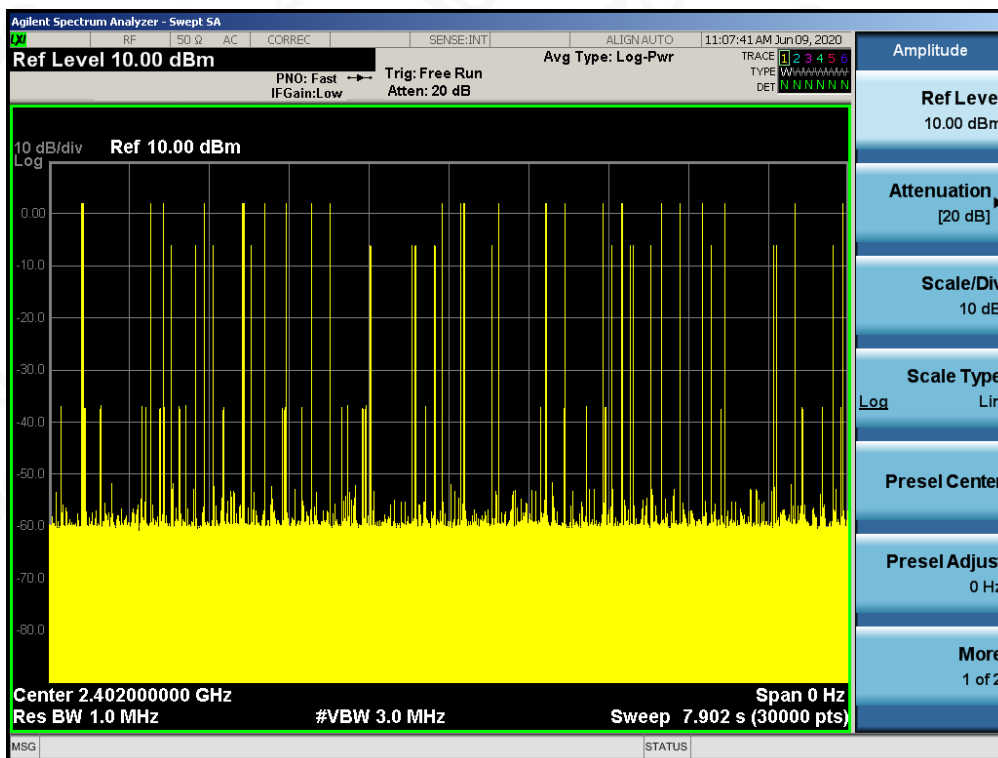 Agilent Spectrum Analyzer - Swept SA
LXI RF 50 Ω AC CORREC SENSE:INT ALIGN AUTO 11:07:41 AM Jun 09, 2020
Ref Level 10.00 dBm
Avg Type: Log-Pwr
TRACE 1 2 3 4 5 6
PNO: Fast
Trig: Free Run
TYPE W
IFGain:Low
Atten: 20 dB
DET N N N N N N
10 dB/div Ref 10.00 dBm
Log
0.00
-10.0
-20.0
-30.0
-40.0
-50.0
-60.0
-70.0
-80.0
Center 2.402000000 GHz
Span 0 Hz
Res BW 1.0 MHz
#VBW 3.0 MHz
Sweep 7.902 s (30000 pts)
MSG
STATUS
Amplitude
Ref Leve
10.00 dBm
Attenuation
[20 dB]
Scale/Div
10 dB
Scale Type
Log Lin
Presel Center
Presel Adjust
0 Hz
More
1 of 2